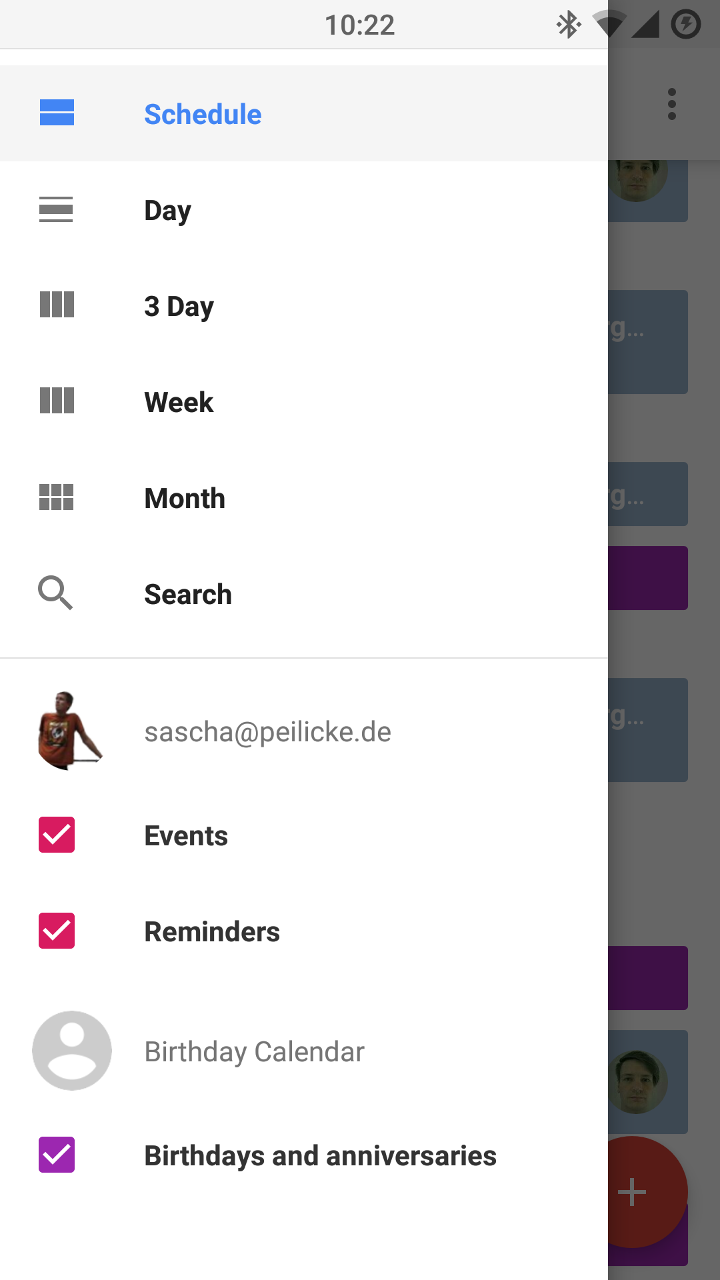 10:22
Schedule
Day
3 Day
rg...
Week
Month
rg...
Search
rg...
sascha@peilicke.de
Events
Reminders
Birthday Calendar
Birthdays and anniversaries